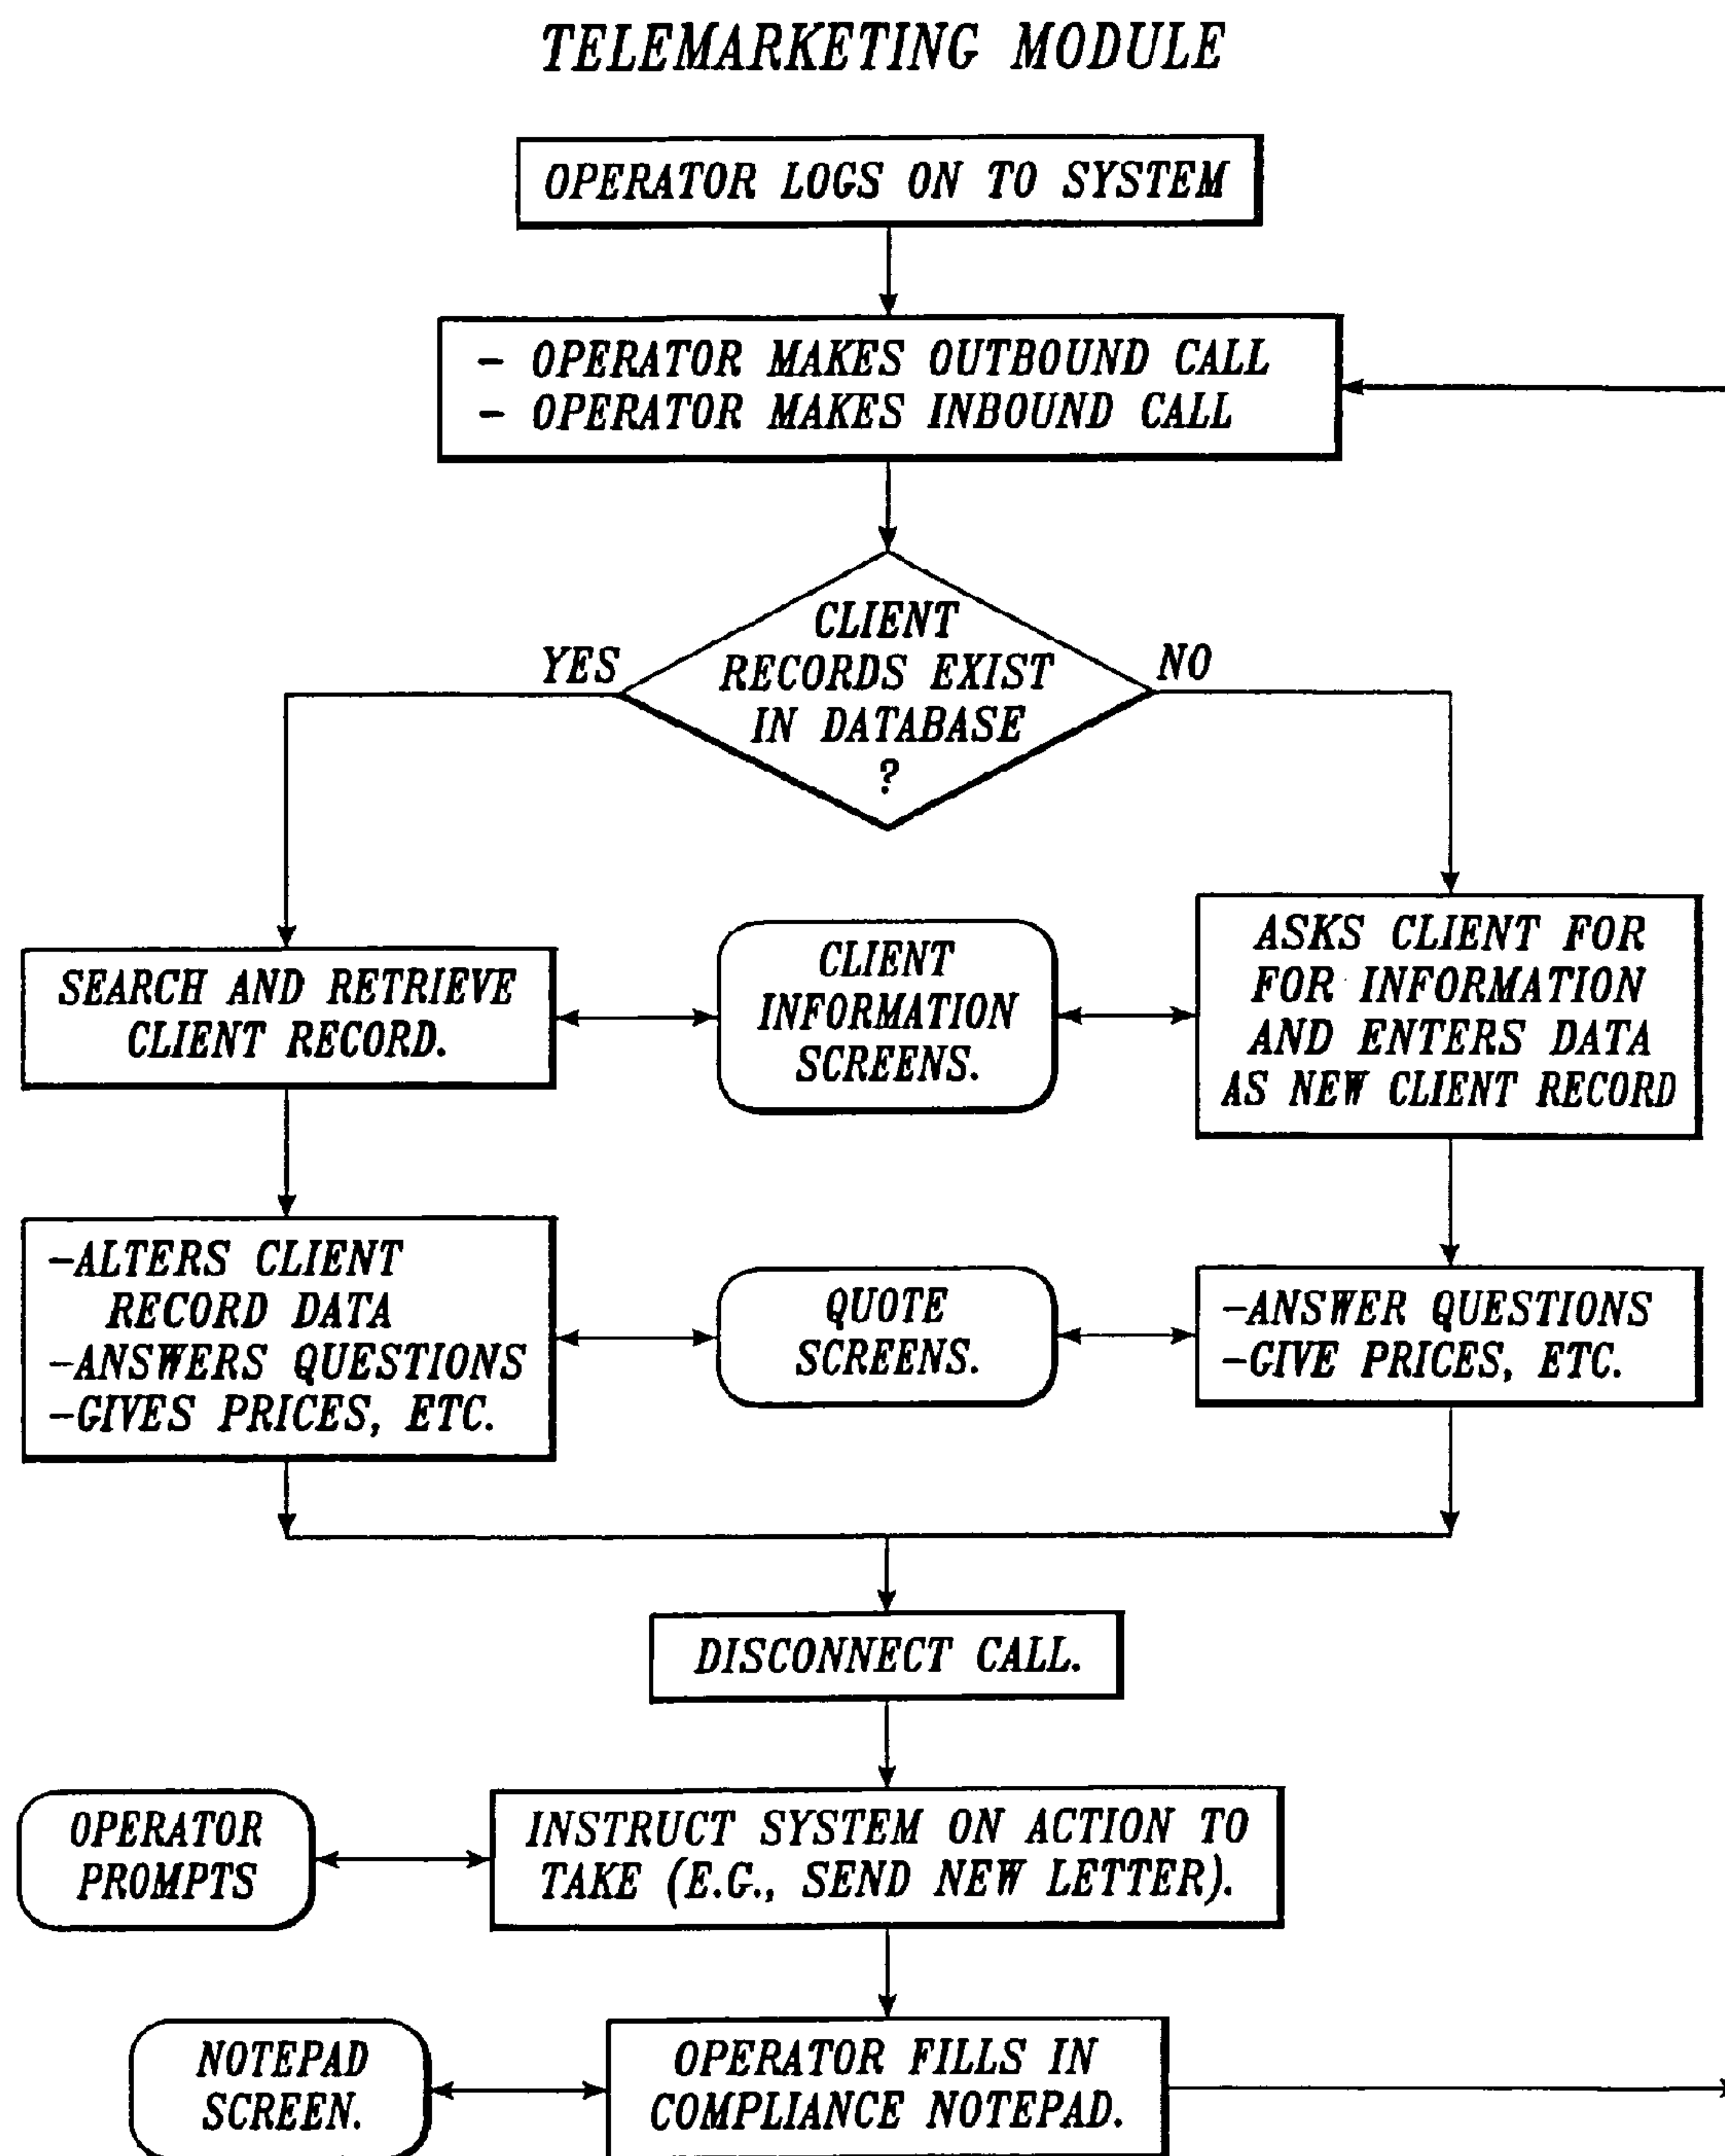 TELEMARKETING MODULE
OPERATOR LOGS ON TO SYSTEM
- OPERATOR MAKES OUTBOUND CALL
- OPERATOR MAKES INBOUND CALL
CLIENT
RECORDS EXIST
IN DATABASE
?
YES
NO
SEARCH AND RETRIEVE
CLIENT RECORD.
CLIENT
INFORMATION
SCREENS.
ASKS CLIENT FOR
FOR INFORMATION
AND ENTERS DATA
AS NEW CLIENT RECORD
-ALTERS CLIENT
RECORD DATA
-ANSWERS QUESTIONS
-GIVES PRICES, ETC.
QUOTE
SCREENS.
-ANSWER QUESTIONS
-GIVE PRICES, ETC.
DISCONNECT CALL.
OPERATOR
PROMPTS
INSTRUCT SYSTEM ON ACTION TO
TAKE (E.G., SEND NEW LETTER).
NOTEPAD
SCREEN.
OPERATOR FILLS IN
COMPLIANCE NOTEPAD.